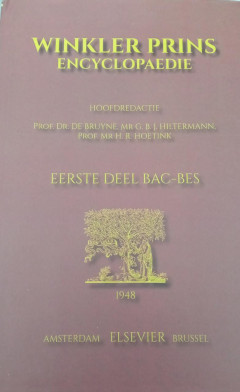 WINKLER PRINS
ENCYCLOPAEDIE
HOOFDREDACTIE
PROF. DR. DE BRUYNE, MR G. B. J. HILTERMANN,
PROF. MR H. R. HOETINK
EERSTE DEEL BAC-BES
1948
AMSTERDAM ELSEVIER BRUSSEL